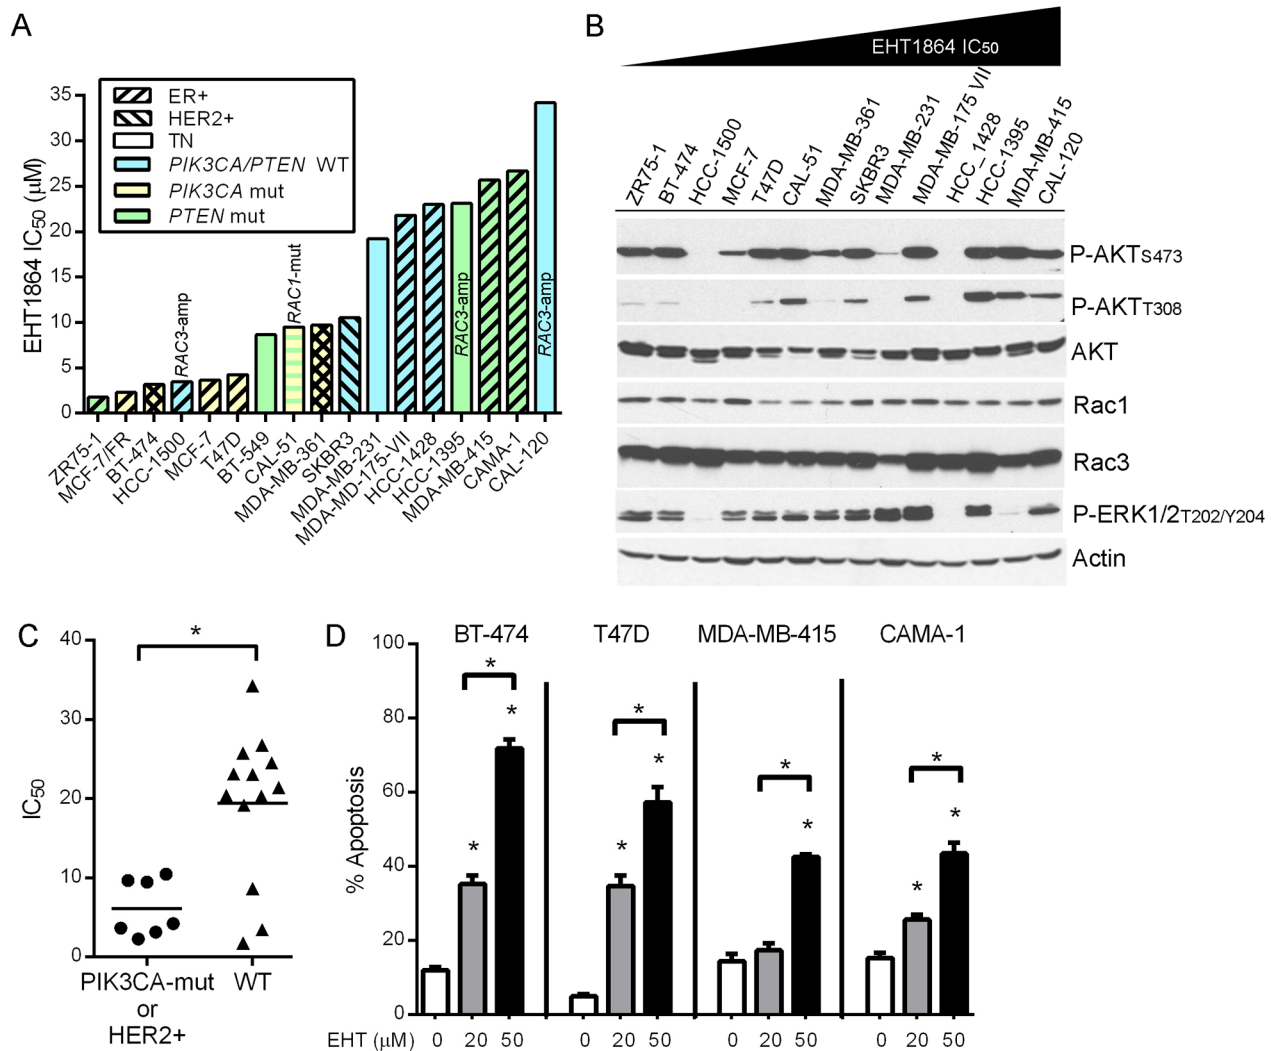 A
ER+
HER2+
TN
PIK3CA/PTEN WT
PIK3CA mut
PTEN mut
EHT1864 IC50 (µM)
35
30
25
20
15
10
5
0
RAC3-amp
RAC1-mut
RAC3-amp
RAC3-amp
ZR75-1
MCF-7/FR
BT-474
HCC-1500
MCF-7
T47D
BT-549
CAL-51
MDA-MB-361
SKBR3
MDA-MB-231
MDA-MD-175-VII
HCC-1428
HCC-1395
MDA-MB-415
CAMA-1
CAL-120
B
EHT1864 IC50
ZR75-1
BT-474
HCC-1500
MCF-7
T47D
CAL-51
MDA-MB-361
SKBR3
MDA-MB-231
MDA-MB-175 VII
HCC_1428
HCC-1395
MDA-MB-415
CAL-120
P-AKTS473
P-AKTT308
AKT
Rac1
Rac3
P-ERK1/2T202/Y204
Actin
C
IC50
40
30
20
10
0
*
PIK3CA-mut
or
HER2+
WT
D
% Apoptosis
100
80
60
40
20
0
BT-474
T47D
MDA-MB-415
CAMA-1
*
*
*
*
*
*
*
*
*
*
*
EHT (µM) 0 20 50 0 20 50 0 20 50 0 20 50